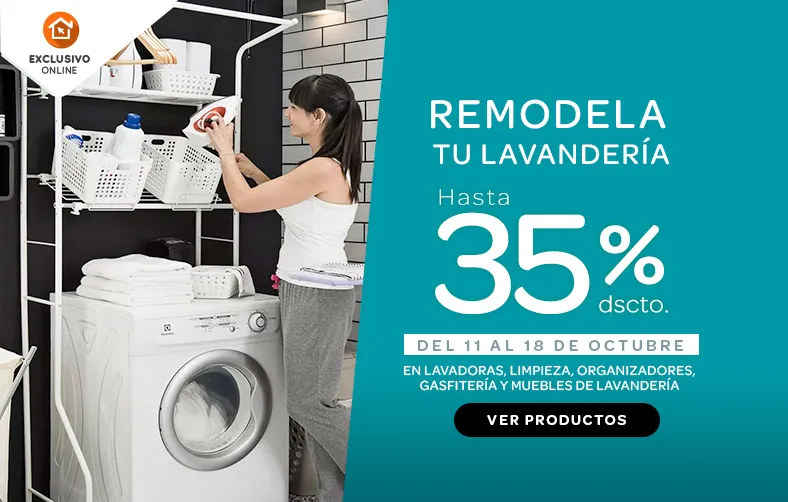 EXCLUSIVO
ONLINE
REMODELA
TU LAVANDERÍA
Hasta
35%
dscto.
DEL 11 AL 18 DE OCTUBRE
EN LAVADORAS, LIMPIEZA, ORGANIZADORES,
GASFITERÍA Y MUEBLES DE LAVANDERÍA
VER PRODUCTOS